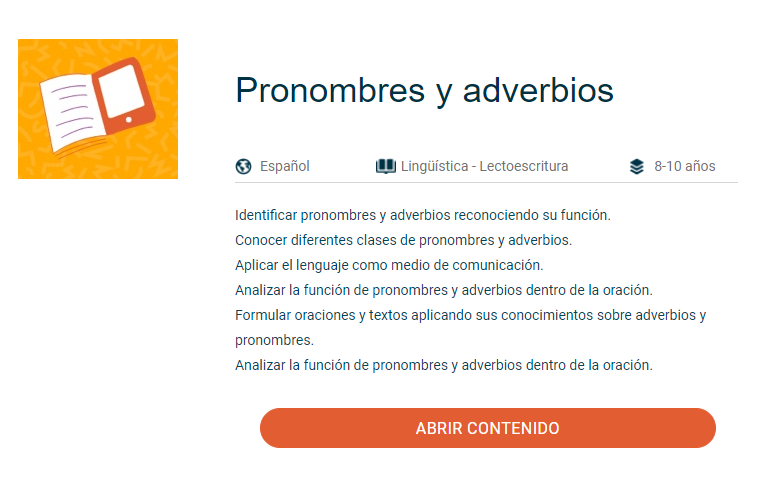 Pronombres y adverbios
Español
Lingüística - Lectoescritura
8-10 años
Identificar pronombres y adverbios reconociendo su función.
Conocer diferentes clases de pronombres y adverbios.
Aplicar el lenguaje como medio de comunicación.
Analizar la función de pronombres y adverbios dentro de la oración.
Formular oraciones y textos aplicando sus conocimientos sobre adverbios y
pronombres.
Analizar la función de pronombres y adverbios dentro de la oración.
ABRIR CONTENIDO